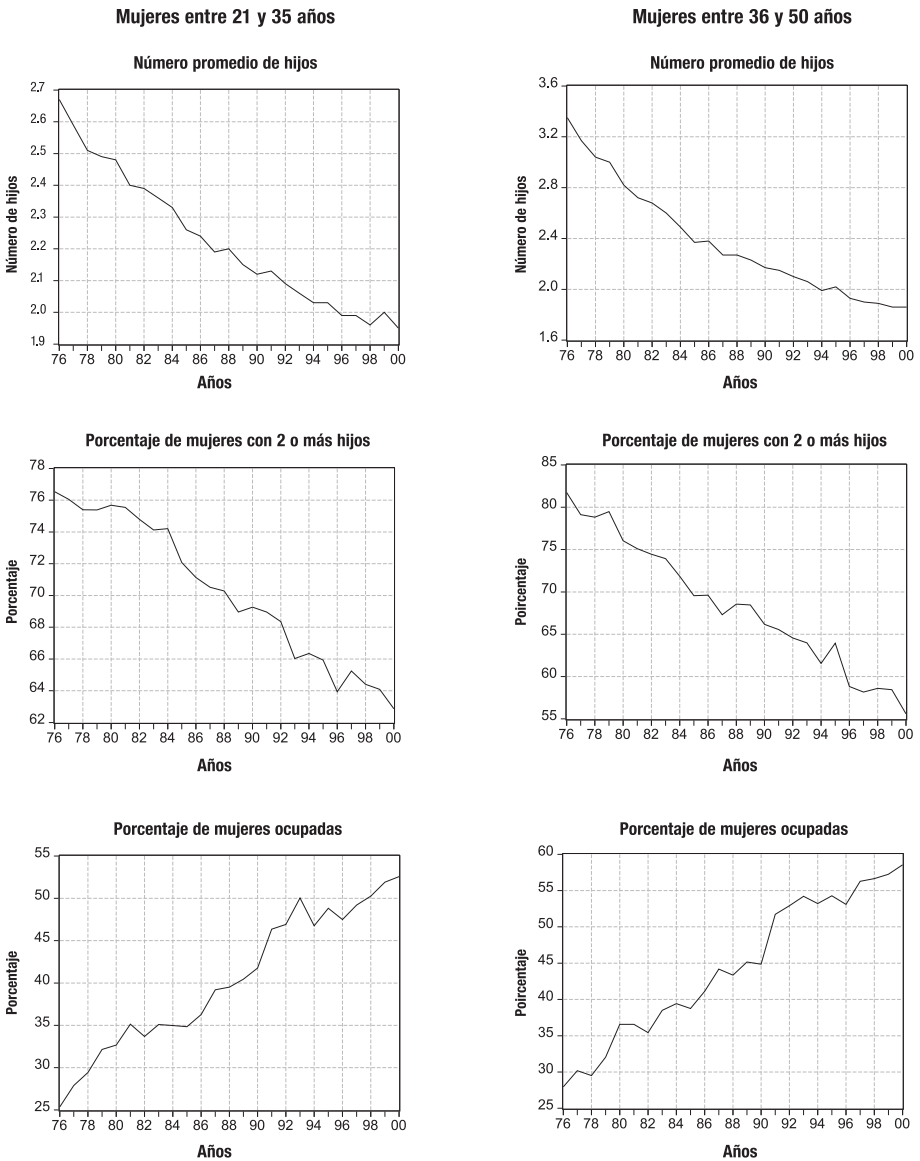 Mujeres entre 21 y 35 años
Mujeres entre 36 y 50 años
Número promedio de hijos
Número de hijos
2.7
2.6
2.5
2.4
2.3
2.2
2.1
2.0
1.9
76 78 80 82 84 86 88 90 92 94 96 98 00
Años
Número promedio de hijos
Número de hijos
3.6
3.2
2.8
2.4
2.0
1.6
76 78 80 82 84 86 88 90 92 94 96 98 00
Años
Porcentaje de mujeres con 2 o más hijos
Porcentaje
78
76
74
72
70
68
66
64
62
76 78 80 82 84 86 88 90 92 94 96 98 00
Años
Porcentaje de mujeres con 2 o más hijos
Poircentaje
85
80
75
70
65
60
55
76 78 80 82 84 86 88 90 92 94 96 98 00
Años
Porcentaje de mujeres ocupadas
Porcentaje
55
50
45
40
35
30
25
76 78 80 82 84 86 88 90 92 94 96 98 00
Años
Porcentaje de mujeres ocupadas
Poircentaje
60
55
50
45
40
35
30
25
76 78 80 82 84 86 88 90 92 94 96 98 00
Años